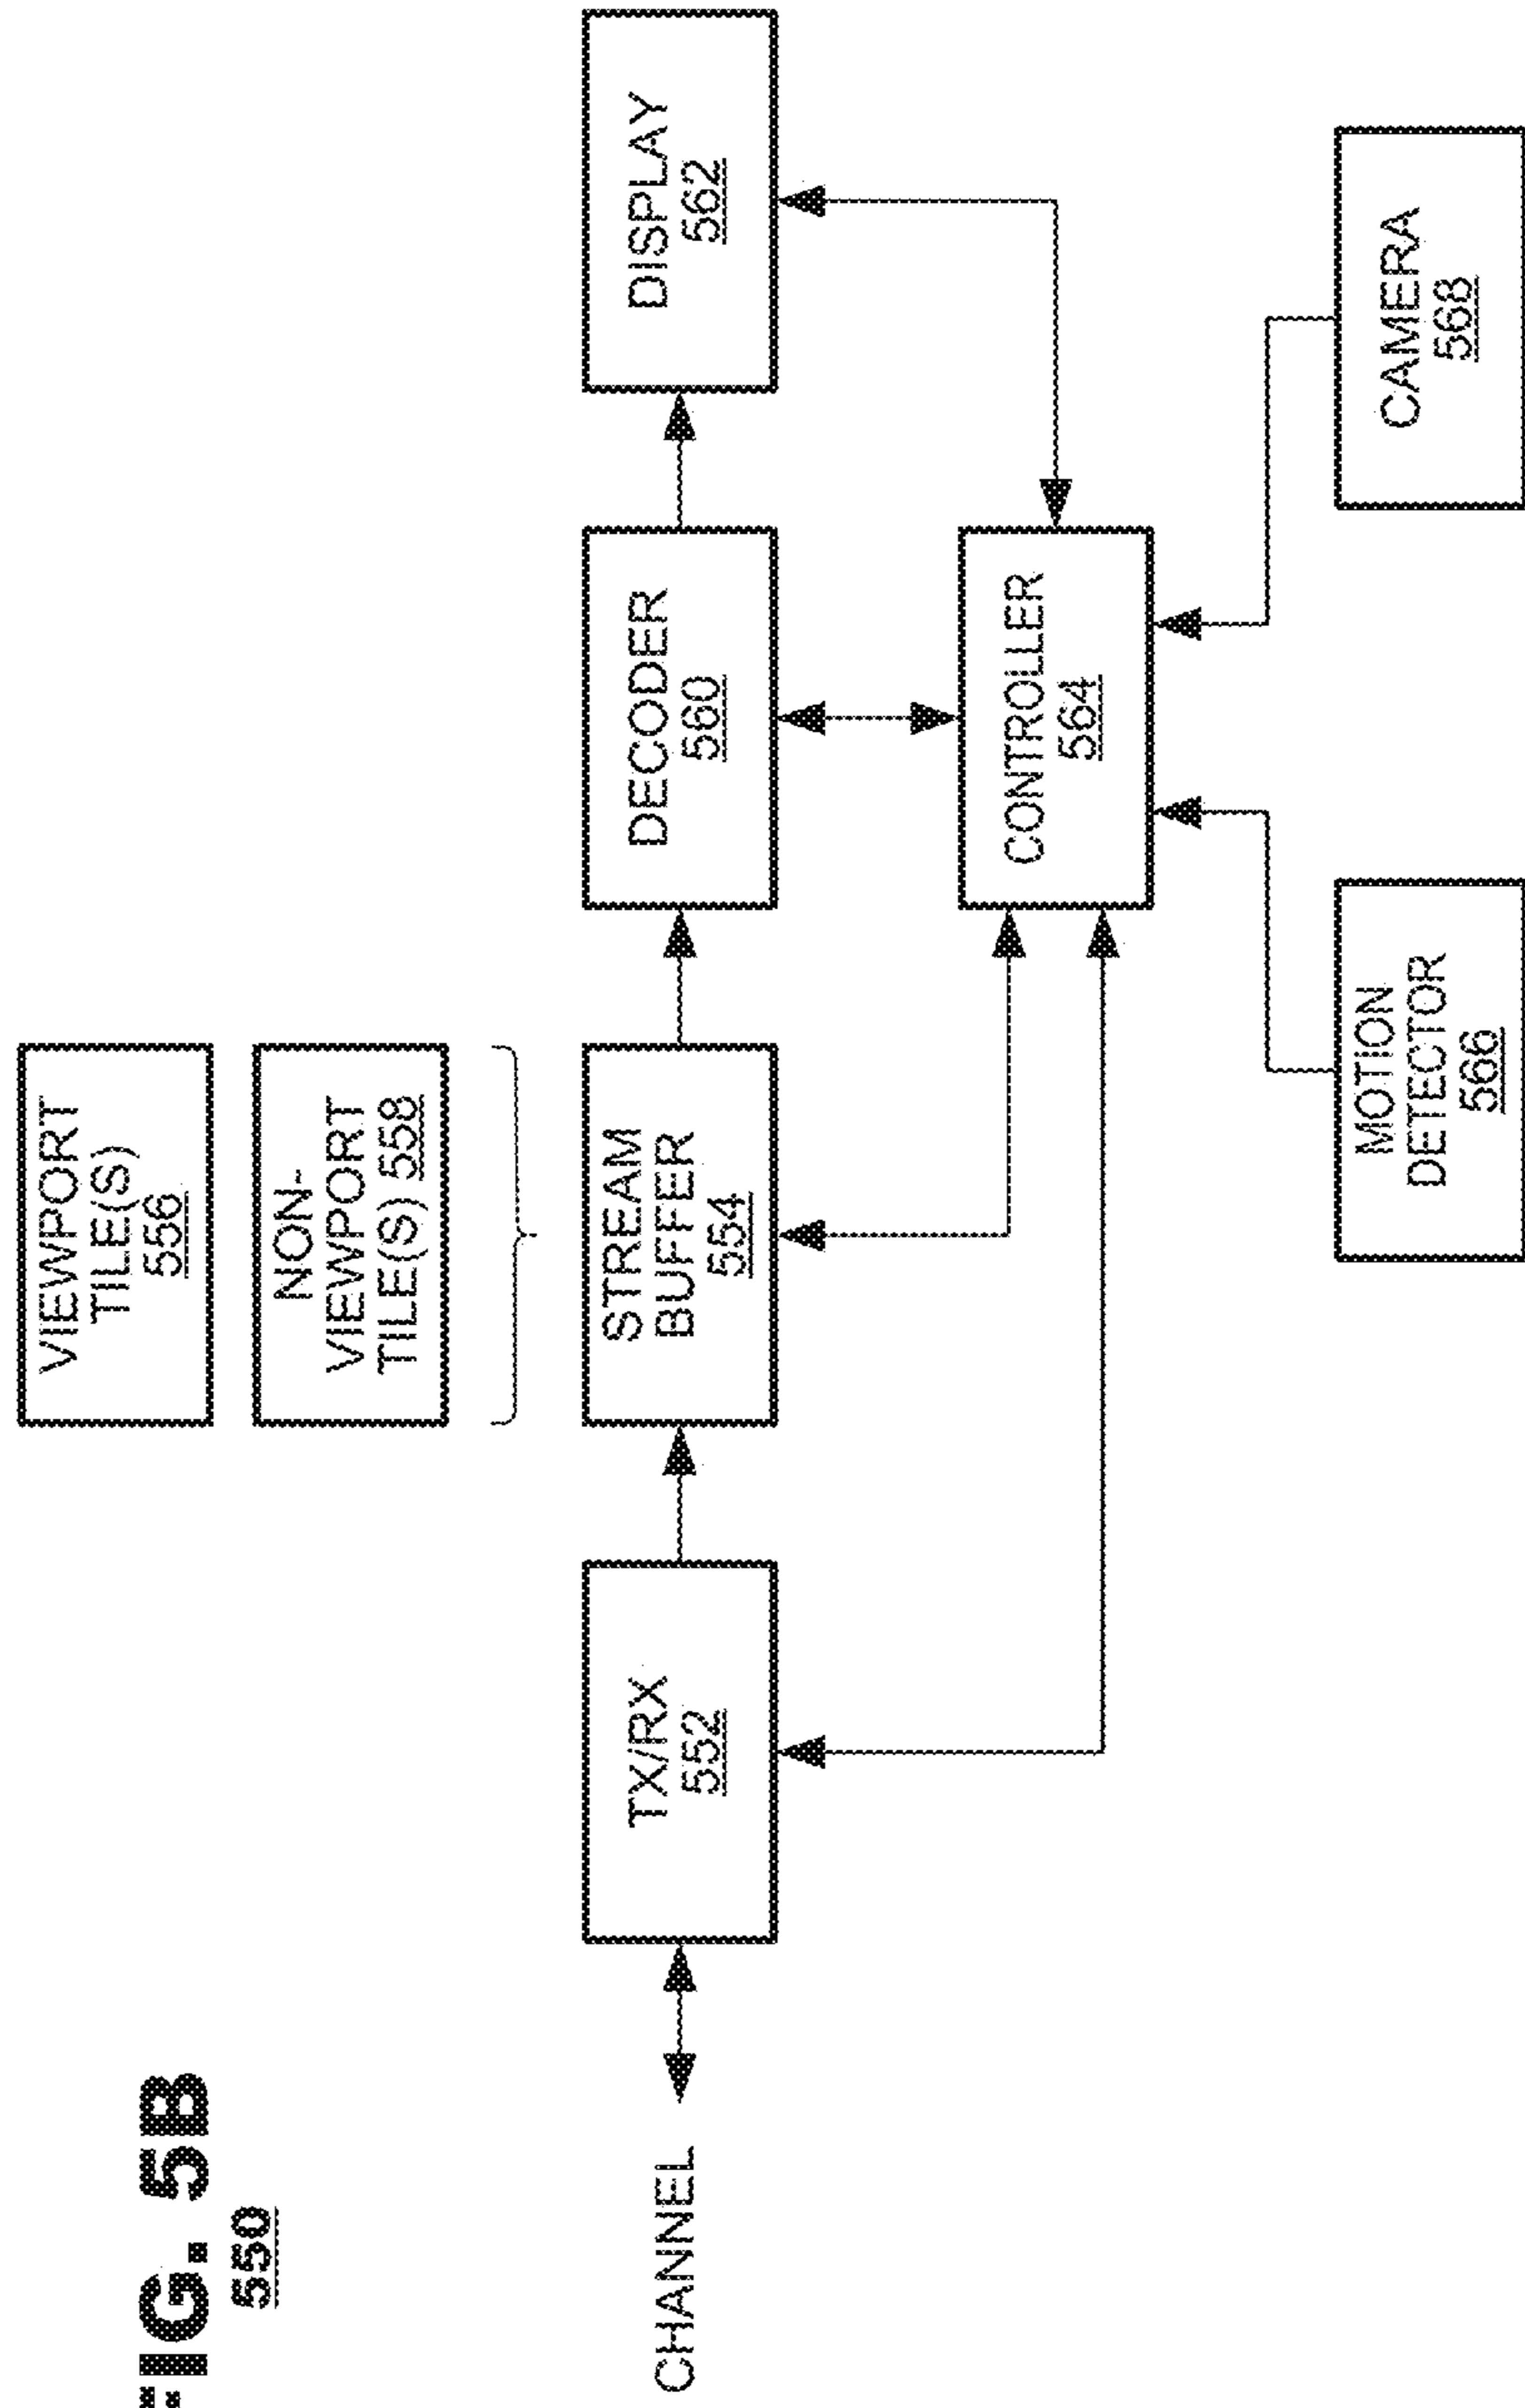 FIG. 5B
550
VIEWPORT
TILE(S)
556
NON-
VIEWPORT
TILE(S) 558
CHANNEL
TX/RX
552
STREAM
BUFFER
554
DECODER
560
DISPLAY
562
CONTROLLER
564
MOTION
DETECTOR
566
CAMERA
568